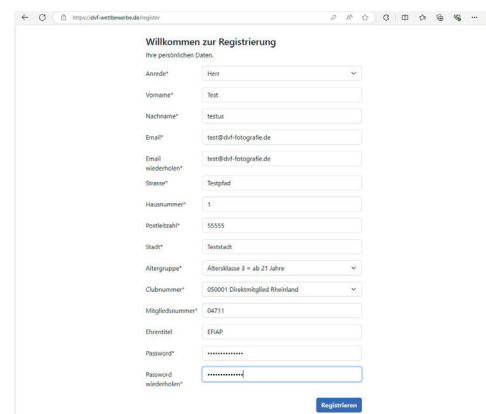 https://dvf-wettbewerbe.de/register
Willkommen zur Registrierung
Ihre persönlichen Daten.
Anrede* Herr
Vorname* Test
Nachname* testus
Email* test@dvf-fotografie.de
Email wiederholen* test@dvf-fotografie.de
Strasse* Testpfad
Hausnummer* 1
Postleitzahl* 55555
Stadt* Teststadt
Altergruppe* Altersklasse 3 = ab 21 Jahre
Clubnummer* 050001 Direktmitglied Rheinland
Mitgliedsnummer* 04711
Ehrentitel EFIAP
Password* ••••••••••••••
Password wiederholen* ••••••••••••••
Registrieren